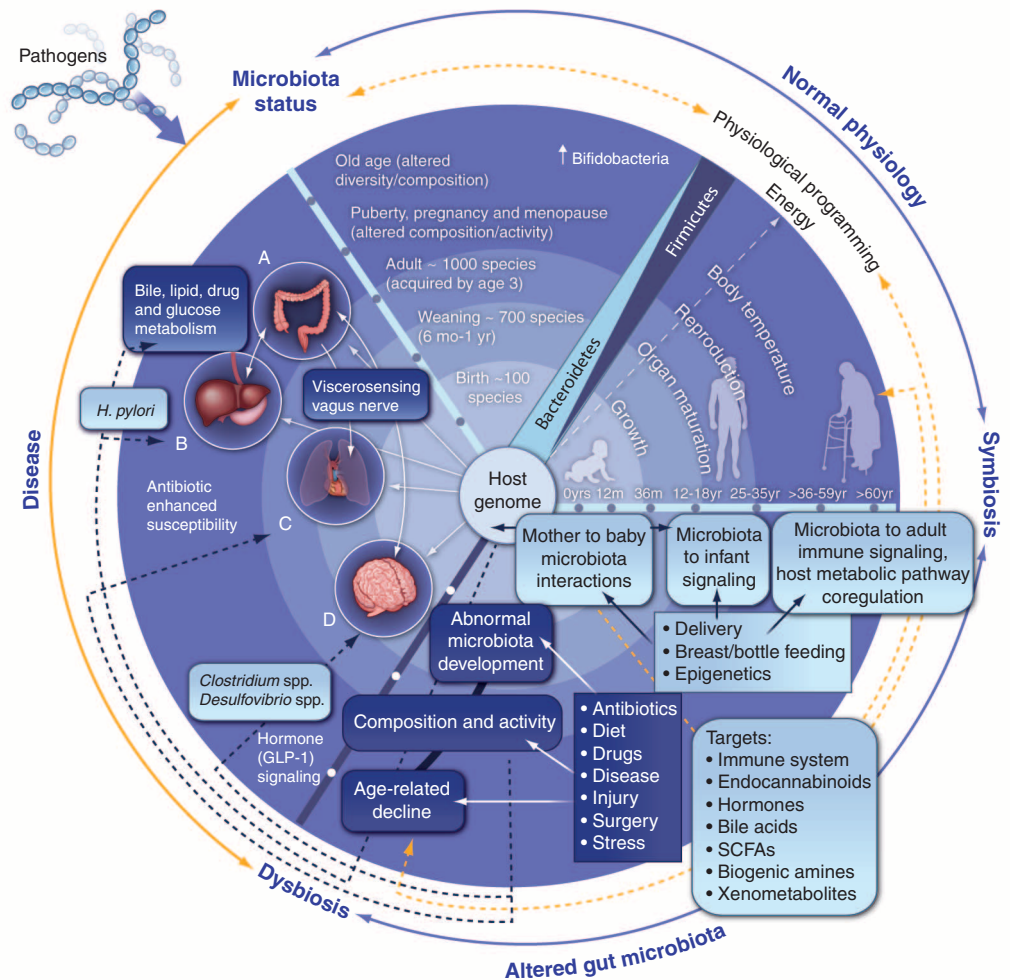 Pathogens
Microbiota
status
Normal physiology
Physiological programming
Energy
Old age (altered
diversity/composition)
↑ Bifidobacteria
Puberty, pregnancy and menopause
(altered composition/activity)
Adult ~ 1000 species
(acquired by age 3)
Weaning ~ 700 species
(6 mo-1 yr)
Birth ~100
species
Bacteroidetes
Firmicutes
Body temperature
Reproduction
Organ maturation
Growth
A
Bile, lipid, drug
and glucose
metabolism
Viscerosensing
vagus nerve
H. pylori
B
Disease
Antibiotic
enhanced
susceptibility
C
D
Host
genome
0yrs 12m 36m 12-18yr 25-35yr >36-59yr >60yr
Symbiosis
Mother to baby
microbiota
interactions
Microbiota
to infant
signaling
Microbiota to adult
immune signaling,
host metabolic pathway
coregulation
• Delivery
• Breast/bottle feeding
• Epigenetics
Abnormal
microbiota
development
Clostridium spp.
Desulfovibrio spp.
Composition and activity
Hormone
(GLP-1)
signaling
Age-related
decline
• Antibiotics
• Diet
• Drugs
• Disease
• Injury
• Surgery
• Stress
Targets:
• Immune system
• Endocannabinoids
• Hormones
• Bile acids
• SCFAs
• Biogenic amines
• Xenometabolites
Dysbiosis
Altered gut microbiota